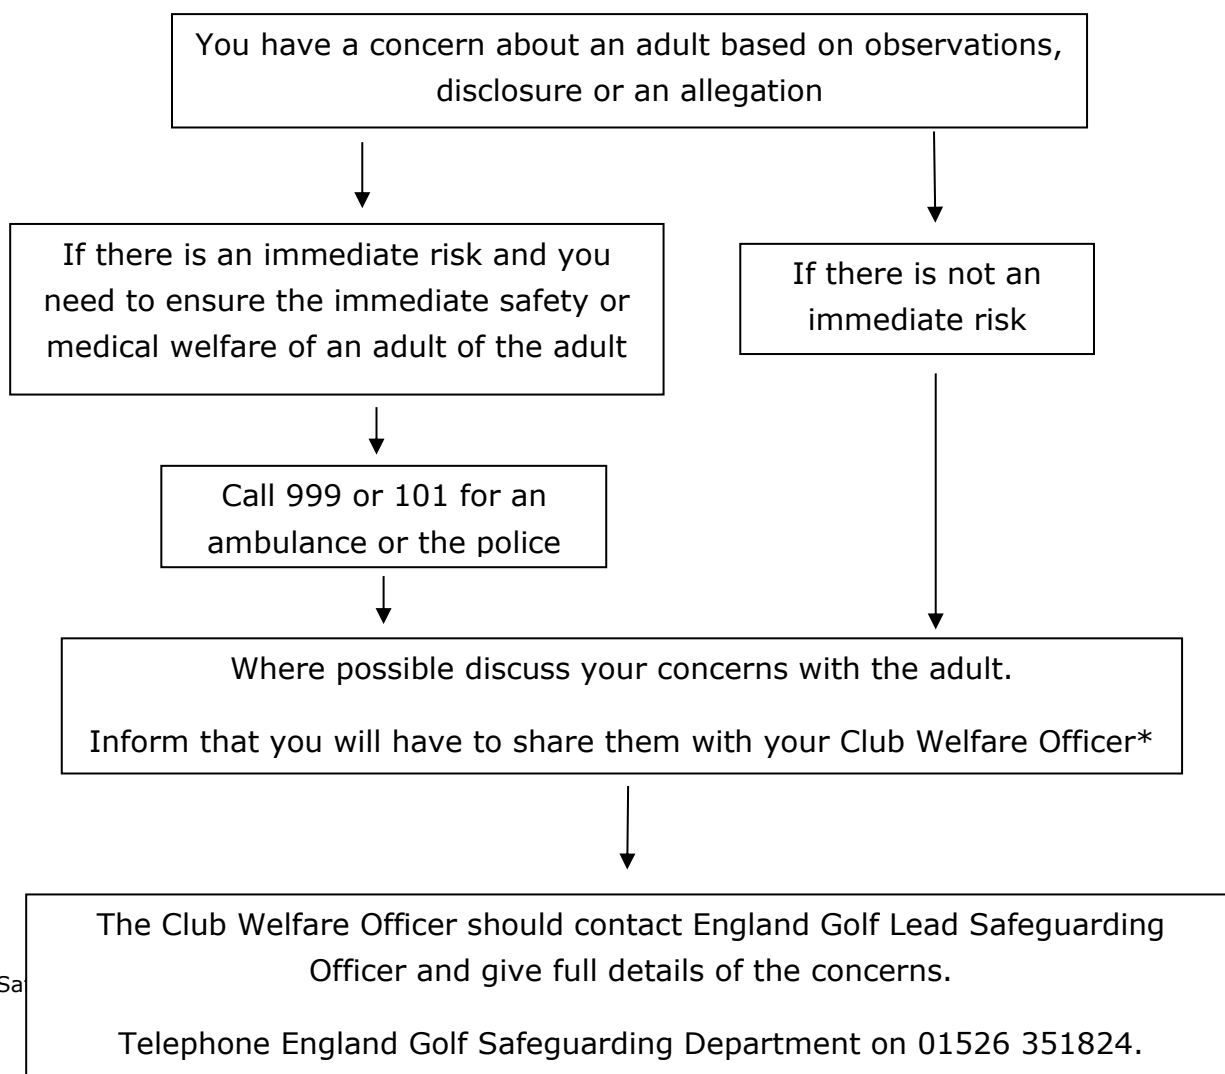 You have a concern about an adult based on observations,
disclosure or an allegation
If there is an immediate risk and you
need to ensure the immediate safety or
medical welfare of an adult of the adult
If there is not an
immediate risk
Call 999 or 101 for an
ambulance or the police
Where possible discuss your concerns with the adult.
Inform that you will have to share them with your Club Welfare Officer*
The Club Welfare Officer should contact England Golf Lead Safeguarding
Officer and give full details of the concerns.
Telephone England Golf Safeguarding Department on 01526 351824.